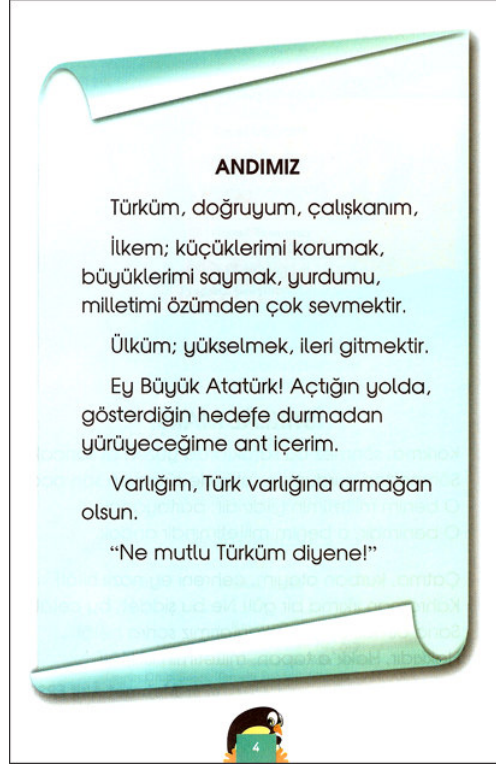 ANDIMIZ
Türküm, doğruyum, çalışkanım,
İlkem; küçüklerimi korumak,
büyüklerimi saymak, yurdumu,
milletimi özümden çok sevmektir.
Ülküm; yükselmek, ileri gitmektir.
Ey Büyük Atatürk! Açtığın yolda,
gösterdiğin hedefe durmadan
yürüyeceğime ant içerim.
Varlığım, Türk varlığına armağan
olsun.
“Ne mutlu Türküm diyene!”
4